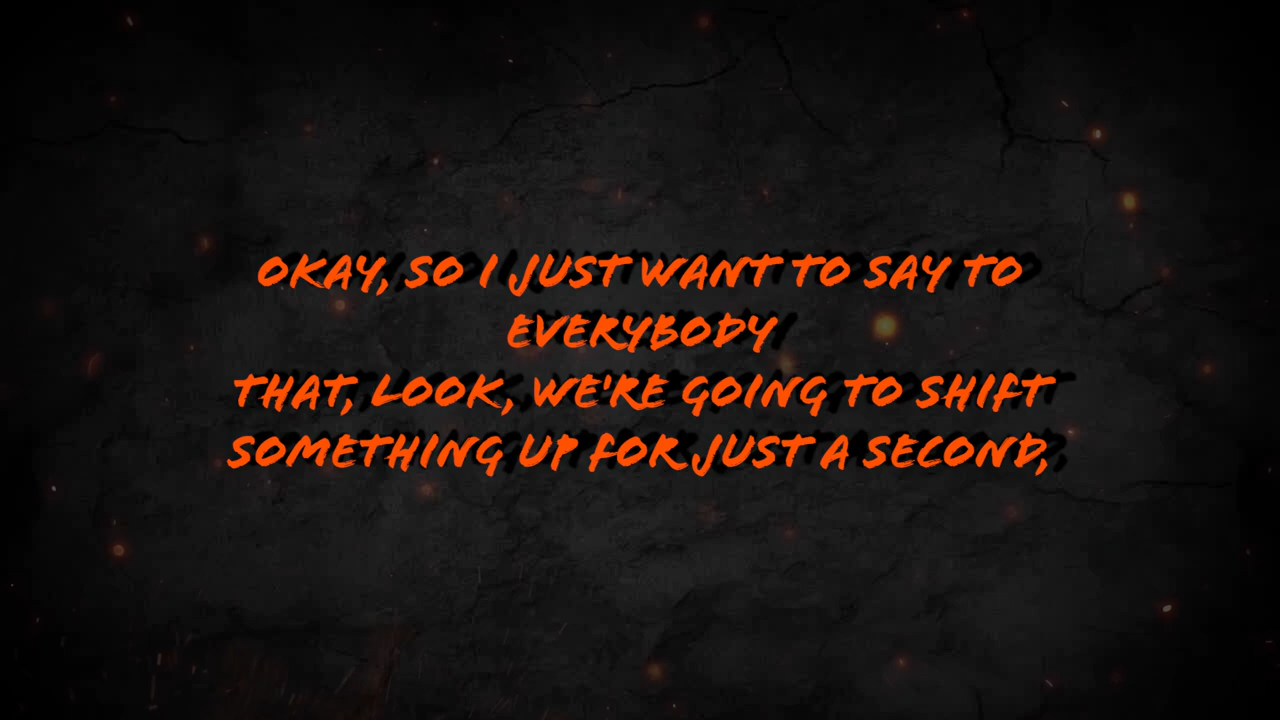 OKAY, SO I JUST WANT TO SAY TO
EVERYBODY
THAT, LOOK, WE'RE GOING TO SHIFT
SOMETHING UP FOR JUST A SECOND,